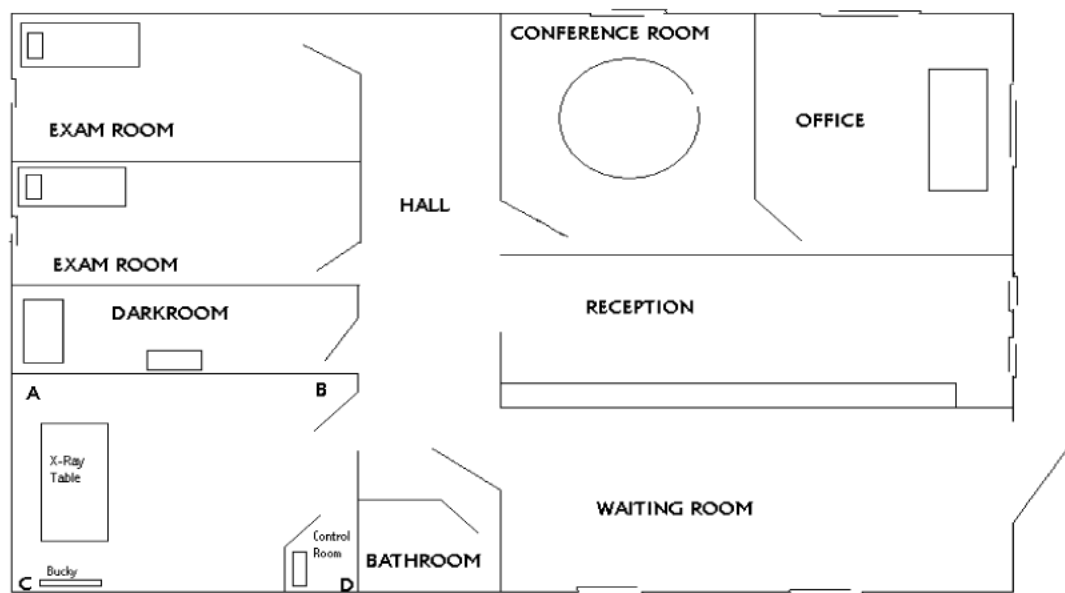 CONFERENCE ROOM
OFFICE
EXAM ROOM
HALL
EXAM ROOM
DARKROOM
RECEPTION
A
B
X-Ray
Table
WAITING ROOM
Control
Room
BATHROOM
Bucky
C
D